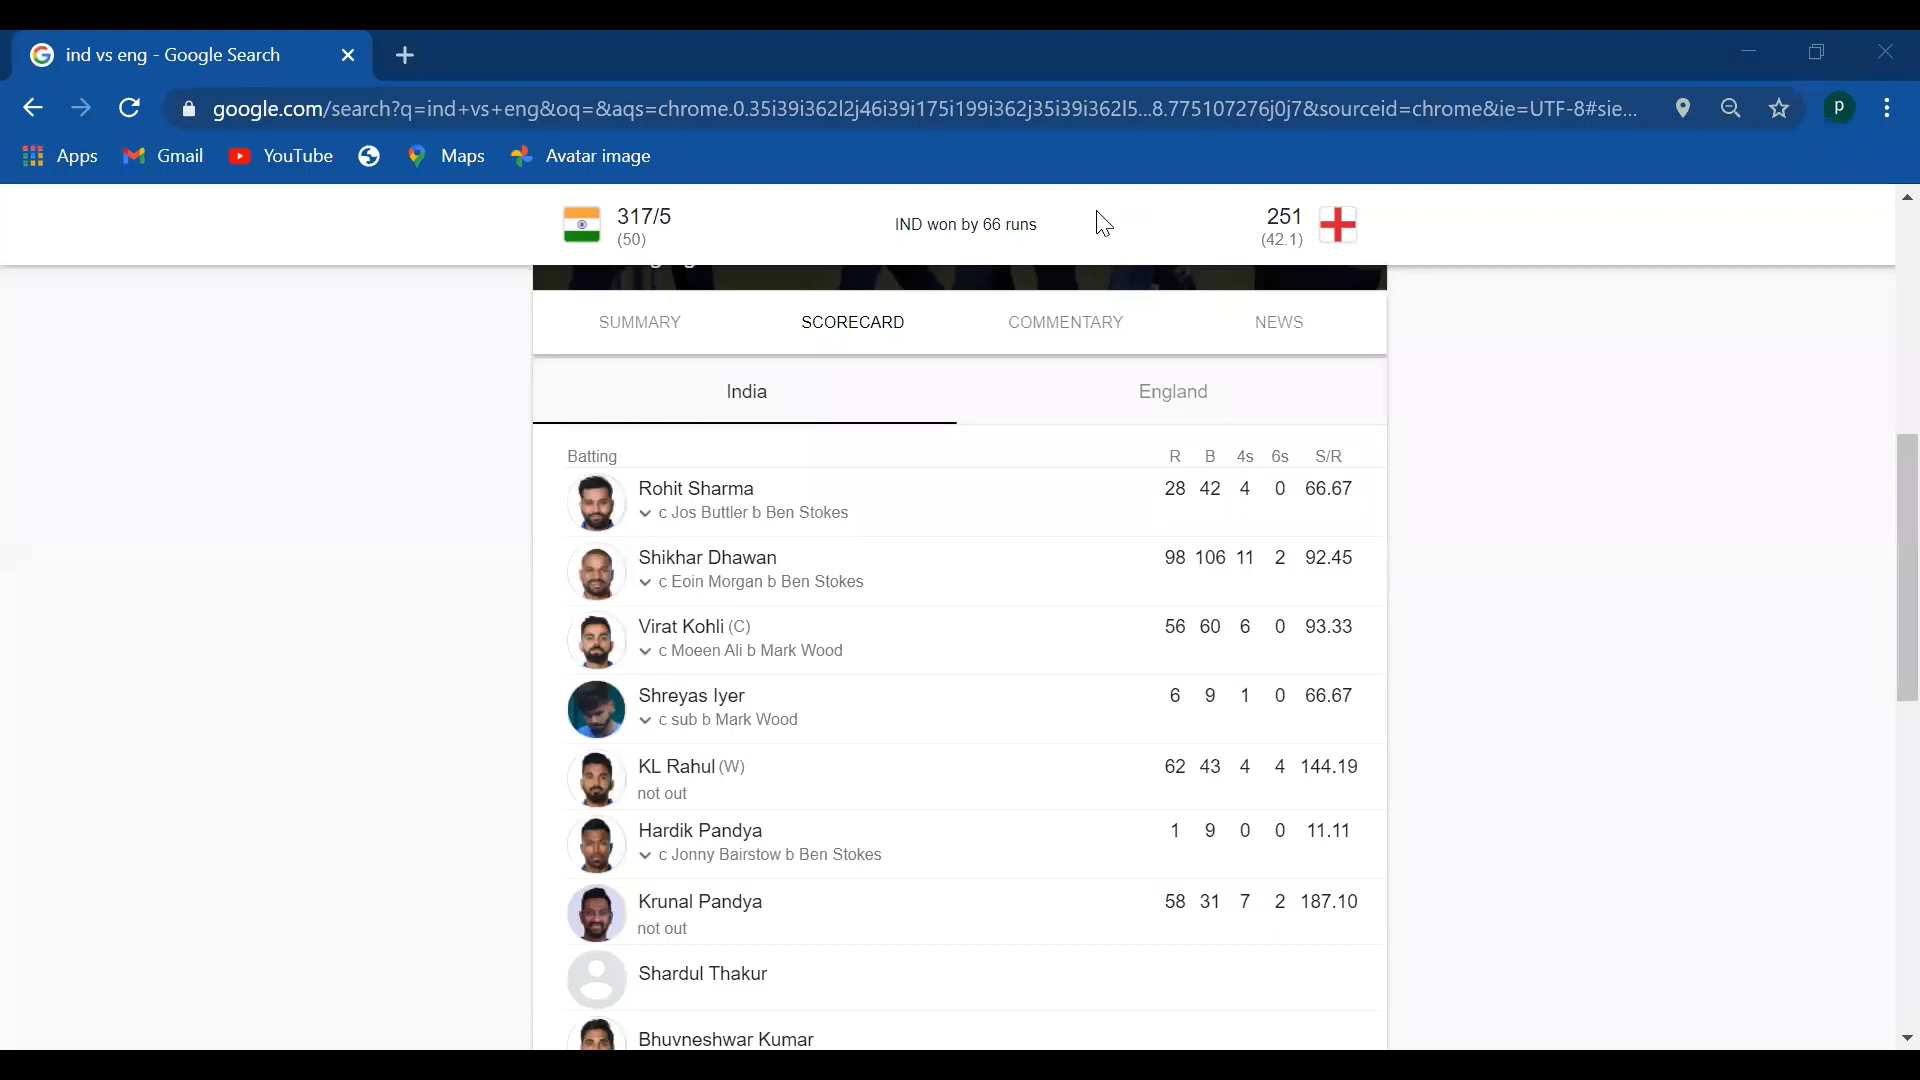 ind vs eng - Google Search
google.com/search?q=ind+vs+eng&oq=&aqs=chrome.0.35i39i362l2j46i39i175i199i362j35i39i362l5...8.775107276j0j7&sourceid=chrome&ie=UTF-8#sie...
P
Apps Gmail YouTube Maps Avatar image
317/5 IND won by 66 runs 251
(50) (42.1)
SUMMARY SCORECARD COMMENTARY NEWS
India England
Batting R B 4s 6s S/R
Rohit Sharma 28 42 4 0 66.67
c Jos Buttler b Ben Stokes
Shikhar Dhawan 98 106 11 2 92.45
c Eoin Morgan b Ben Stokes
Virat Kohli (C) 56 60 6 0 93.33
c Moeen Ali b Mark Wood
Shreyas Iyer 6 9 1 0 66.67
c sub b Mark Wood
KL Rahul (W) 62 43 4 4 144.19
not out
Hardik Pandya 1 9 0 0 11.11
c Jonny Bairstow b Ben Stokes
Krunal Pandya 58 31 7 2 187.10
not out
Shardul Thakur
Bhuvneshwar Kumar